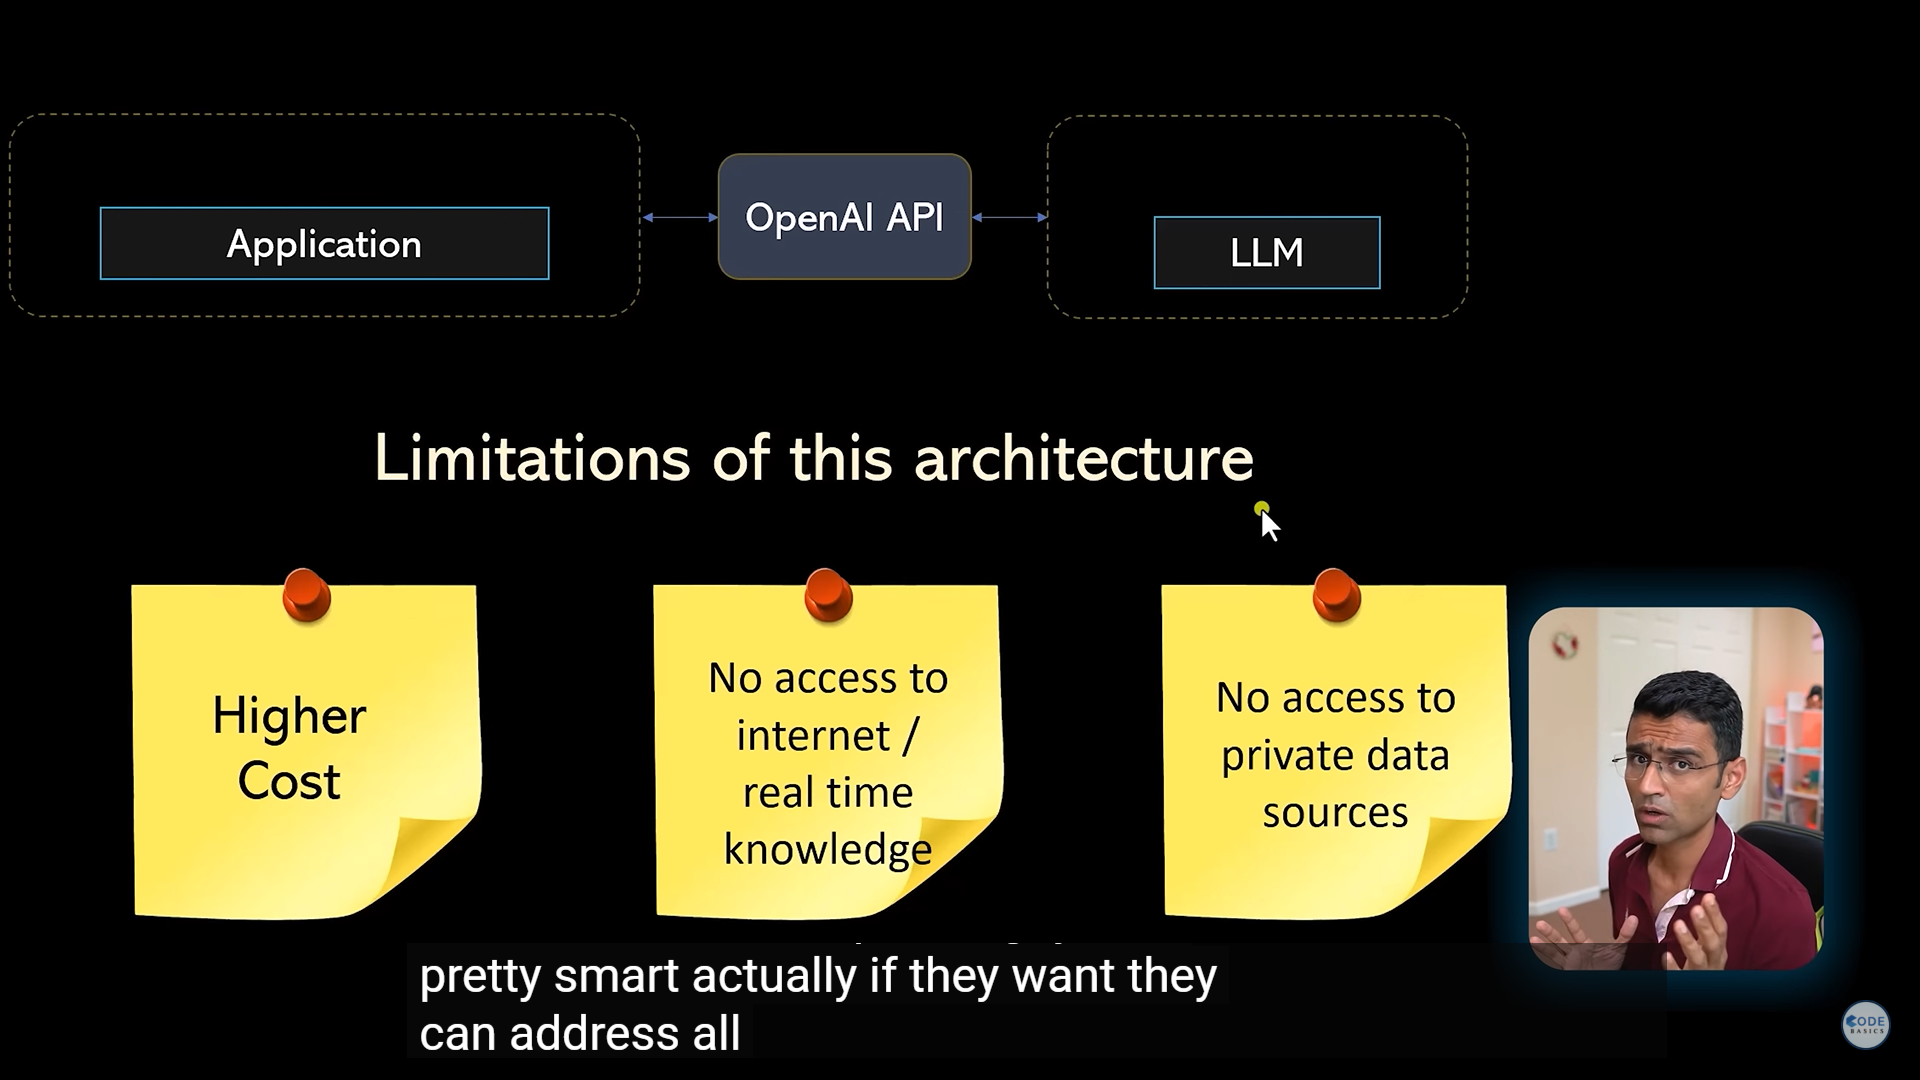 Application
OpenAI API
LLM
Limitations of this architecture
Higher
Cost
No access to
internet /
real time
knowledge
No access to
private data
sources
pretty smart actually if they want they
can address all
CODE
BASICS